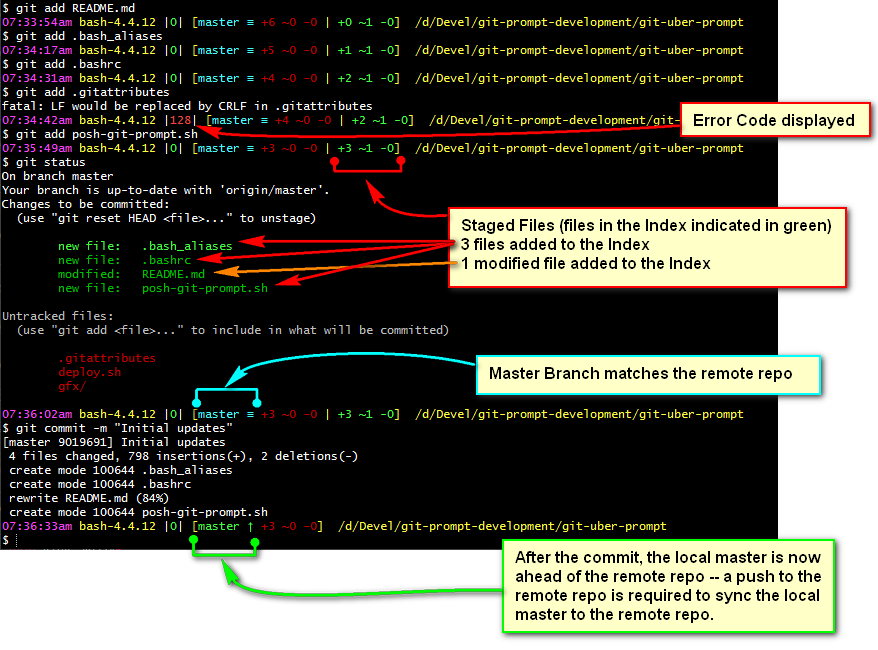 $ git add README.md
07:33:54am bash-4.4.12 |0| [master ≡ +6 ~0 -0 | +0 ~1 -0]  /d/Devel/git-prompt-development/git-uber-prompt
$ git add .bash_aliases
07:34:17am bash-4.4.12 |0| [master ≡ +5 ~0 -0 | +1 ~1 -0]  /d/Devel/git-prompt-development/git-uber-prompt
$ git add .bashrc
07:34:31am bash-4.4.12 |0| [master ≡ +4 ~0 -0 | +2 ~1 -0]  /d/Devel/git-prompt-development/git-uber-prompt
$ git add .gitattributes
fatal: LF would be replaced by CRLF in .gitattributes
07:34:42am bash-4.4.12 |128| [master ≡ +4 ~0 -0 | +2 ~1 -0]  /d/Devel/git-prompt-development/git-
Error Code displayed
$ git add posh-git-prompt.sh
07:35:49am bash-4.4.12 |0| [master ≡ +3 ~0 -0 | +3 ~1 -0]  /d/Devel/git-prompt-development/git-uber-prompt
$ git status
On branch master
Your branch is up-to-date with 'origin/master'.
Changes to be committed:
  (use "git reset HEAD <file>..." to unstage)
Staged Files (files in the Index indicated in green)
3 files added to the Index
1 modified file added to the Index
        new file:   .bash_aliases
        new file:   .bashrc
        modified:   README.md
        new file:   posh-git-prompt.sh
Untracked files:
  (use "git add <file>..." to include in what will be committed)
        .gitattributes
        deploy.sh
        gfx/
Master Branch matches the remote repo
07:36:02am bash-4.4.12 |0| [master ≡ +3 ~0 -0 | +3 ~1 -0]  /d/Devel/git-prompt-development/git-uber-prompt
$ git commit -m "Initial updates"
[master 9019691] Initial updates
 4 files changed, 798 insertions(+), 2 deletions(-)
 create mode 100644 .bash_aliases
 create mode 100644 .bashrc
 rewrite README.md (84%)
 create mode 100644 posh-git-prompt.sh
07:36:33am bash-4.4.12 |0| [master ↑ +3 ~0 -0]  /d/Devel/git-prompt-development/git-uber-prompt
$
After the commit, the local master is now
ahead of the remote repo -- a push to the
remote repo is required to sync the local
master to the remote repo.